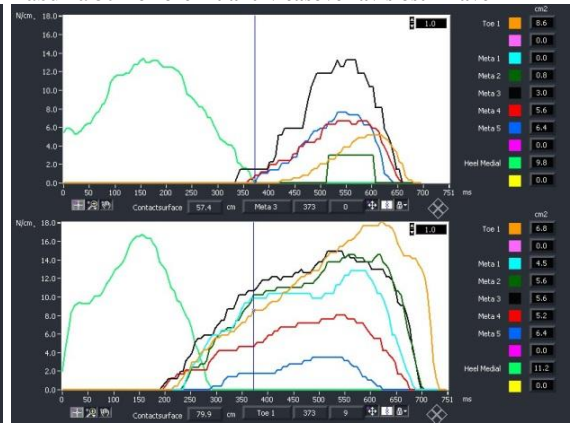 N/cm,
18.0
16.0
14.0
12.0
10.0
8.0
6.0
4.0
2.0
0.0
0 50 100 150 200 250 300 350 400 450 500 550 600 650 700 751 ms
1.0
Contactsurface 57.4 cm Meta 3 373 0
cm2
Toe 1 8.6
0.0
Meta 1 0.0
Meta 2 0.8
Meta 3 3.0
Meta 4 5.6
Meta 5 6.4
0.0
Heel Medial 9.8
0.0
N/cm,
18.0
16.0
14.0
12.0
10.0
8.0
6.0
4.0
2.0
0.0
0 50 100 150 200 250 300 350 400 450 500 550 600 650 700 751 ms
1.0
Contactsurface 79.9 cm Toe 1 373 9
cm2
Toe 1 6.8
0.0
Meta 1 4.5
Meta 2 5.6
Meta 3 5.6
Meta 4 5.2
Meta 5 6.4
0.0
Heel Medial 11.2
0.0